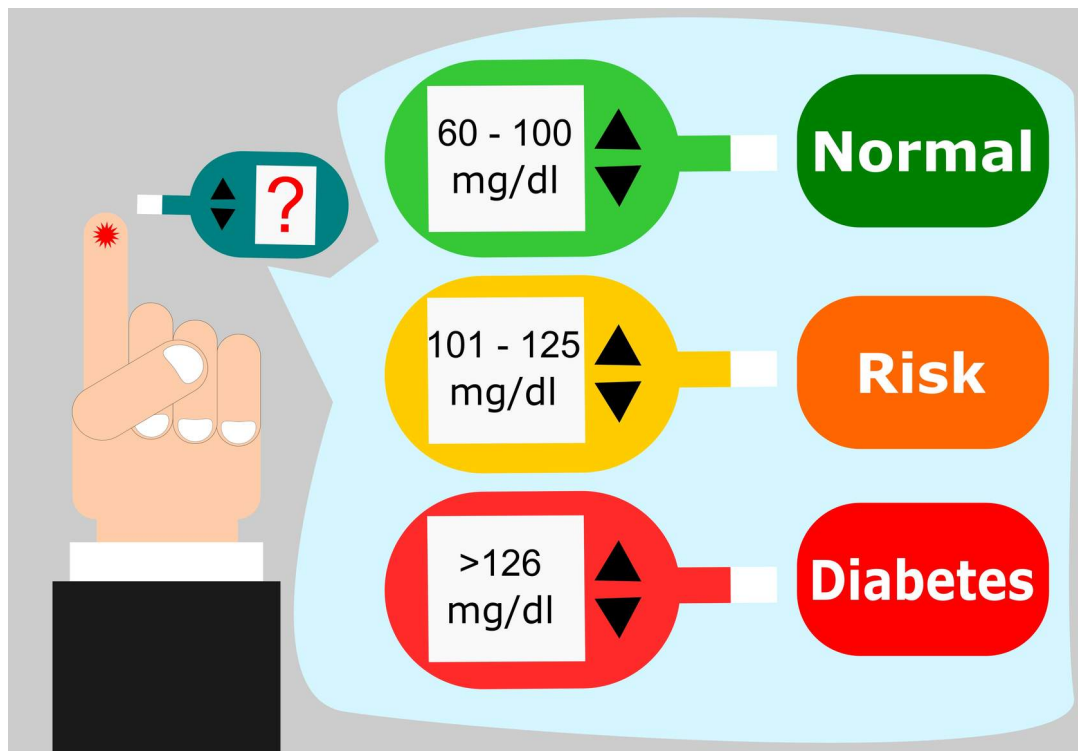 ?
60 - 100
mg/dl
Normal
101 - 125
mg/dl
Risk
>126
mg/dl
Diabetes